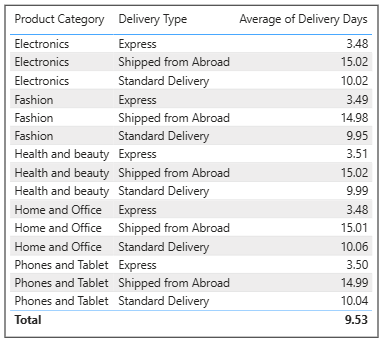 Product Category Delivery Type Average of Delivery Days
Electronics Express 3.48
Electronics Shipped from Abroad 15.02
Electronics Standard Delivery 10.02
Fashion Express 3.49
Fashion Shipped from Abroad 14.98
Fashion Standard Delivery 9.95
Health and beauty Express 3.51
Health and beauty Shipped from Abroad 15.02
Health and beauty Standard Delivery 9.99
Home and Office Express 3.48
Home and Office Shipped from Abroad 15.01
Home and Office Standard Delivery 10.06
Phones and Tablet Express 3.50
Phones and Tablet Shipped from Abroad 14.99
Phones and Tablet Standard Delivery 10.04
Total 9.53